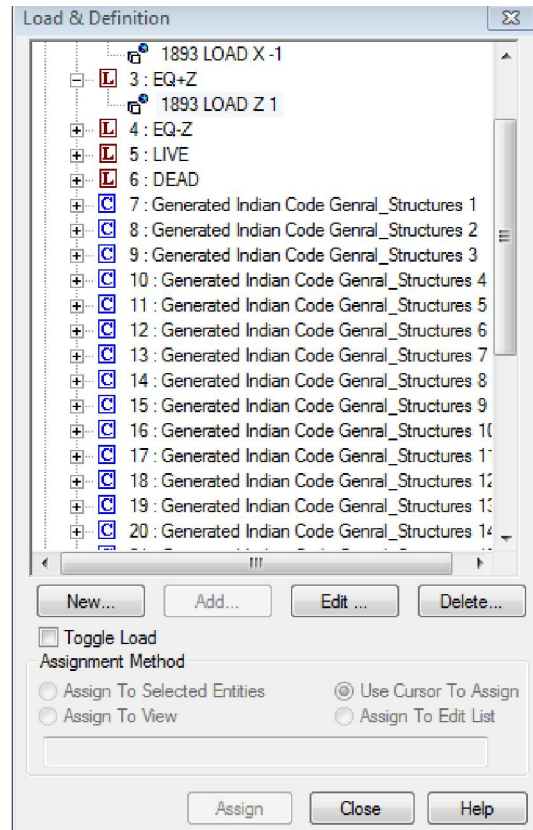 Load & Definition
1893 LOAD X -1
L 3 : EQ+Z
1893 LOAD Z 1
L 4 : EQ-Z
L 5 : LIVE
L 6 : DEAD
C 7 : Generated Indian Code Genral_Structures 1
C 8 : Generated Indian Code Genral_Structures 2
C 9 : Generated Indian Code Genral_Structures 3
C 10 : Generated Indian Code Genral_Structures 4
C 11 : Generated Indian Code Genral_Structures 5
C 12 : Generated Indian Code Genral_Structures 6
C 13 : Generated Indian Code Genral_Structures 7
C 14 : Generated Indian Code Genral_Structures 8
C 15 : Generated Indian Code Genral_Structures 9
C 16 : Generated Indian Code Genral_Structures
C 17 : Generated Indian Code Genral_Structures
C 18 : Generated Indian Code Genral_Structures
C 19 : Generated Indian Code Genral_Structures
C 20 : Generated Indian Code Genral_Structures
New... Add... Edit ... Delete...
Toggle Load
Assignment Method
Assign To Selected Entities Use Cursor To Assign
Assign To View Assign To Edit List
Assign Close Help